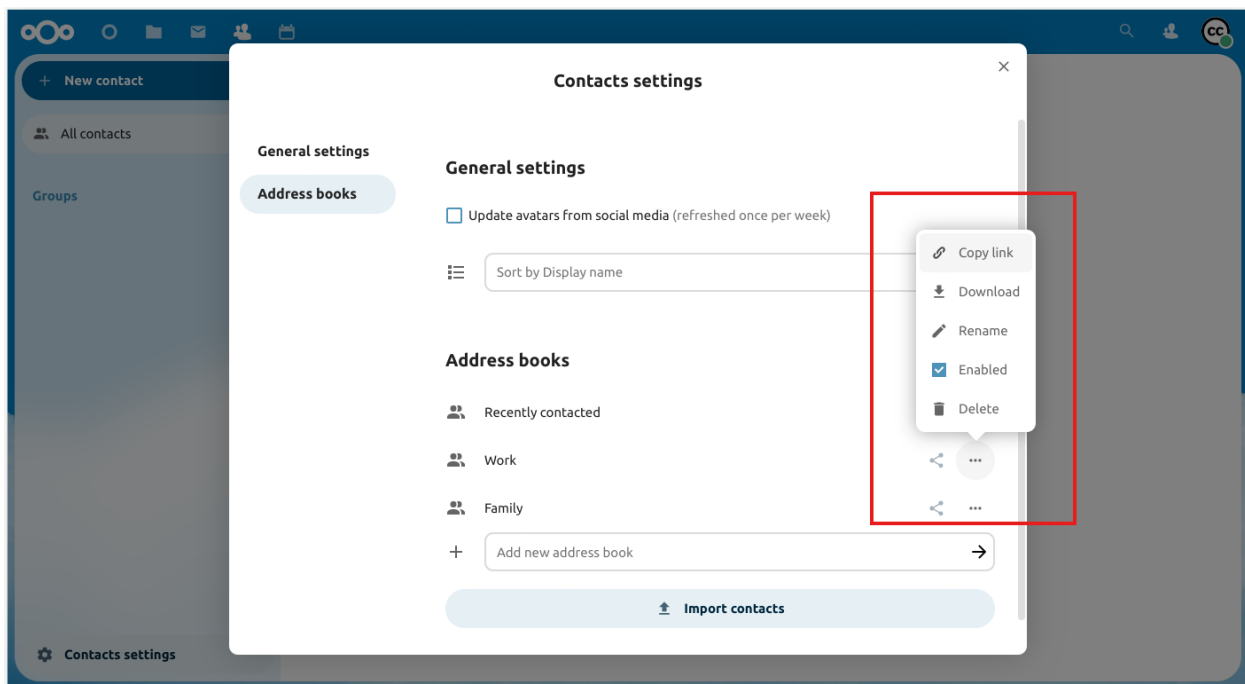 CC
New contact
All contacts
Groups
Contacts settings
Contacts settings
General settings
Address books
General settings
Update avatars from social media (refreshed once per week)
Sort by Display name
Address books
Recently contacted
Work
Family
Add new address book
Import contacts
Copy link
Download
Rename
Enabled
Delete